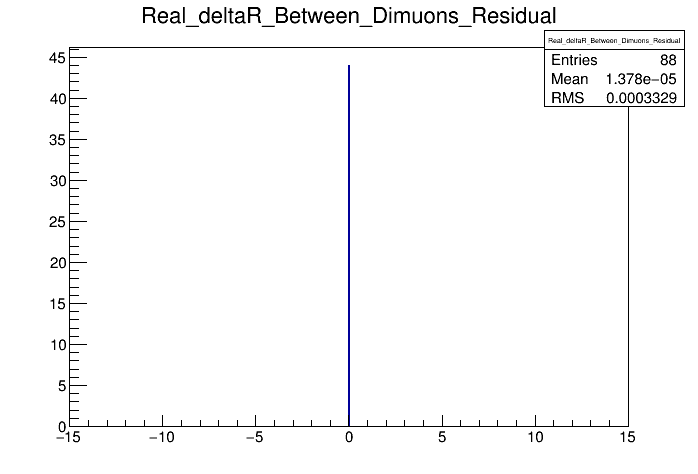 Real_deltaR_Between_Dimuons_Residual
Real_deltaR_Between_Dimuons_Residual
Entries 88
Mean 1.378e−05
RMS 0.0003329
45
40
35
30
25
20
15
10
5
0
−15 −10 −5 0 5 10 15